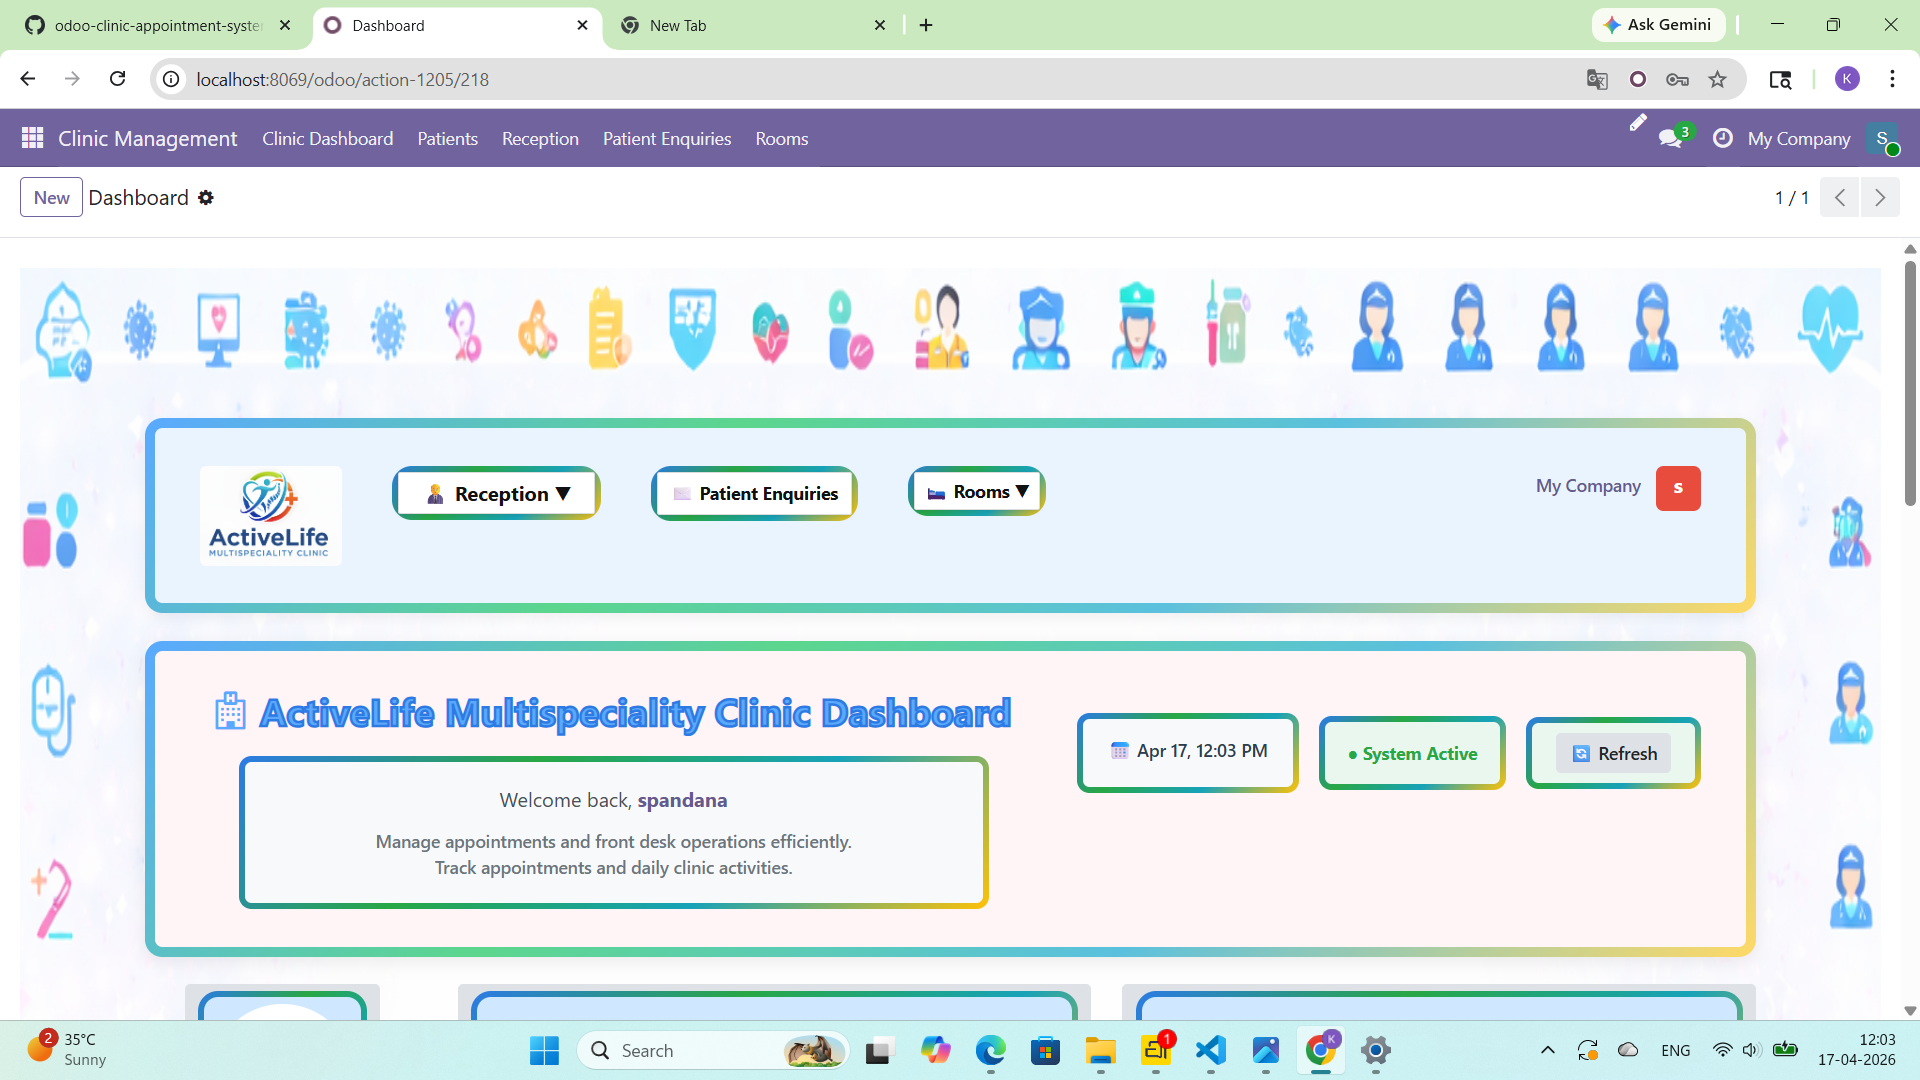 odoo-clinic-appointment-syste
Dashboard
New Tab
Ask Gemini
localhost:8069/odoo/action-1205/218
K
Clinic Management
Clinic Dashboard
Patients
Reception
Patient Enquiries
Rooms
3
My Company
S
New
Dashboard
1 / 1
ActiveLife
MULTISPECIALITY CLINIC
Reception ▼
Patient Enquiries
Rooms ▼
My Company
s
ActiveLife Multispeciality Clinic Dashboard
Apr 17, 12:03 PM
● System Active
Refresh
Welcome back, spandana
Manage appointments and front desk operations efficiently.
Track appointments and daily clinic activities.
2
35°C
Sunny
Search
1
K
ENG
12:03
17-04-2026